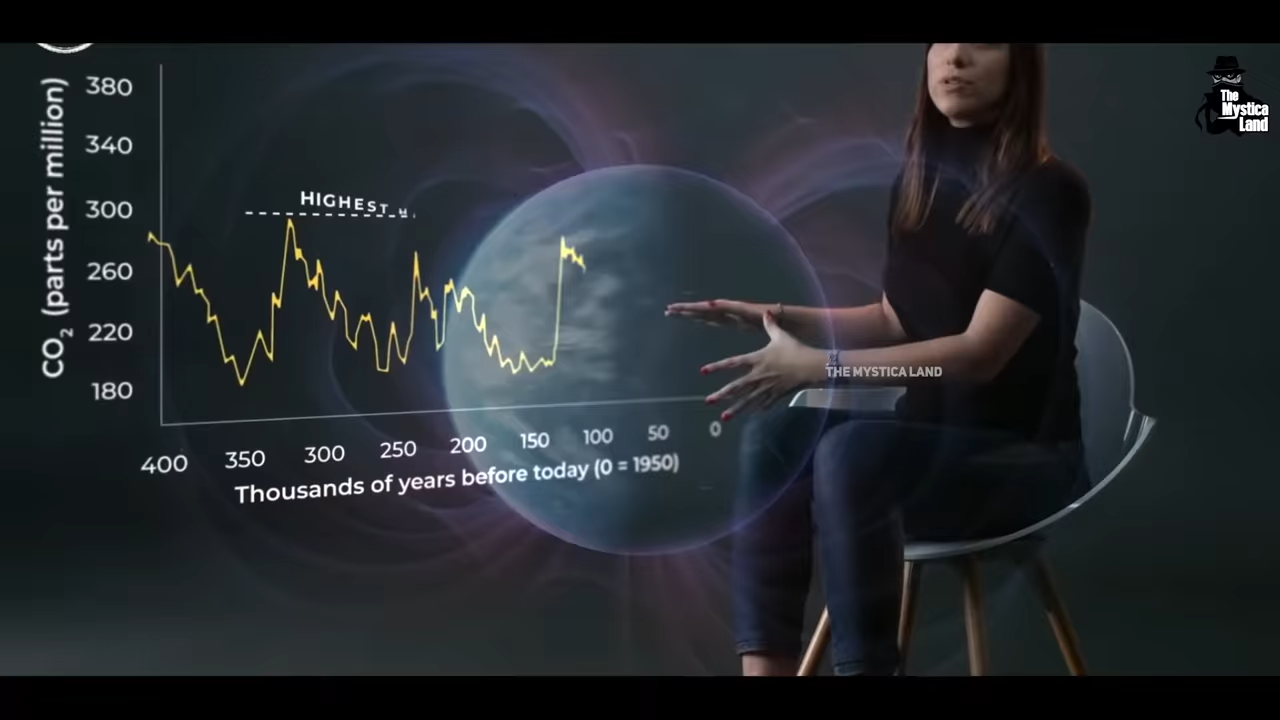 The
Mystica
Land
CO₂ (parts per million)
380
340
300
260
220
180
HIGHEST
THE MYSTICA LAND
400 350 300 250 200 150 100 50 0
Thousands of years before today (0 = 1950)